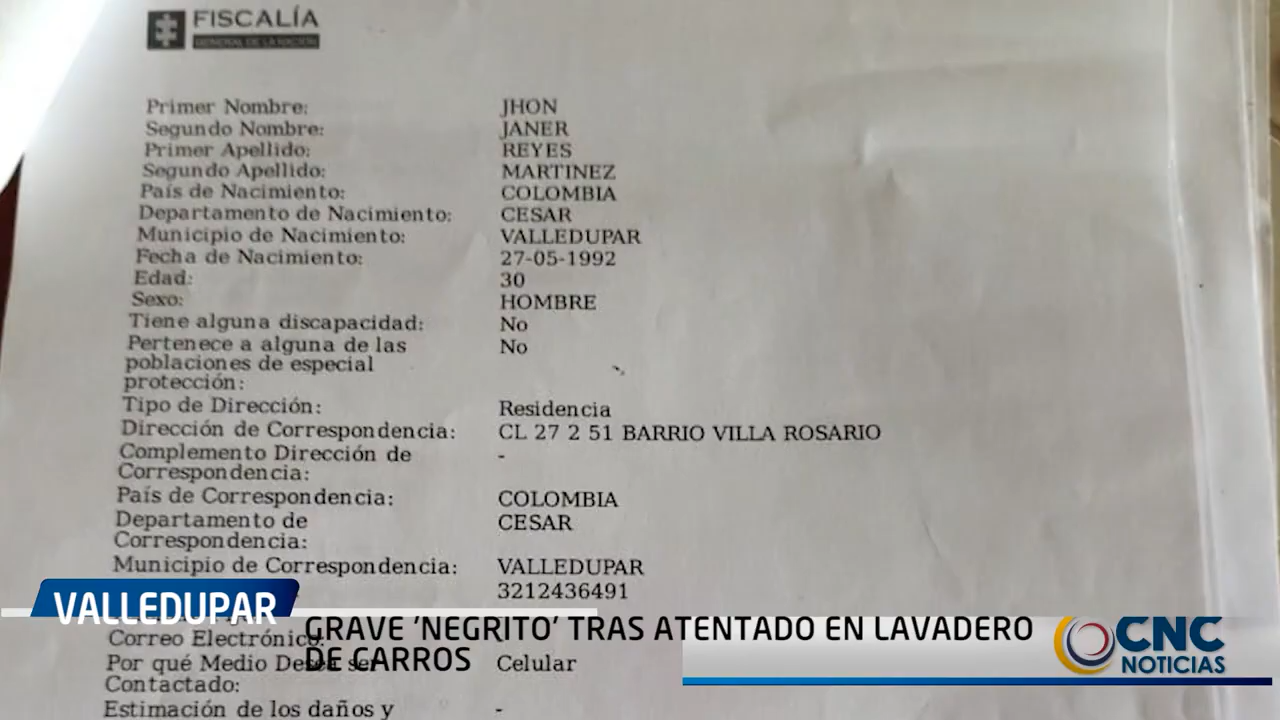 FISCALÍA
GENERAL DE LA NACIÓN
Primer Nombre: JHON
Segundo Nombre: JANER
Primer Apellido: REYES
Segundo Apellido: MARTINEZ
País de Nacimiento: COLOMBIA
Departamento de Nacimiento: CESAR
Municipio de Nacimiento: VALLEDUPAR
Fecha de Nacimiento: 27-05-1992
Edad: 30
Sexo: HOMBRE
Tiene alguna discapacidad: No
Pertenece a alguna de las No
poblaciones de especial
protección:
Tipo de Dirección: Residencia
Dirección de Correspondencia: CL 27 2 51 BARRIO VILLA ROSARIO
Complemento Dirección de -
Correspondencia:
País de Correspondencia: COLOMBIA
Departamento de CESAR
Correspondencia:
Municipio de Correspondencia: VALLEDUPAR
3212436491
Correo Electrónico:
Por qué Medio Desea ser Celular
Contactado:
Estimación de los daños y -
VALLEDUPAR
GRAVE 'NEGRITO' TRAS ATENTADO EN LAVADERO
DE CARROS
CNC
NOTICIAS